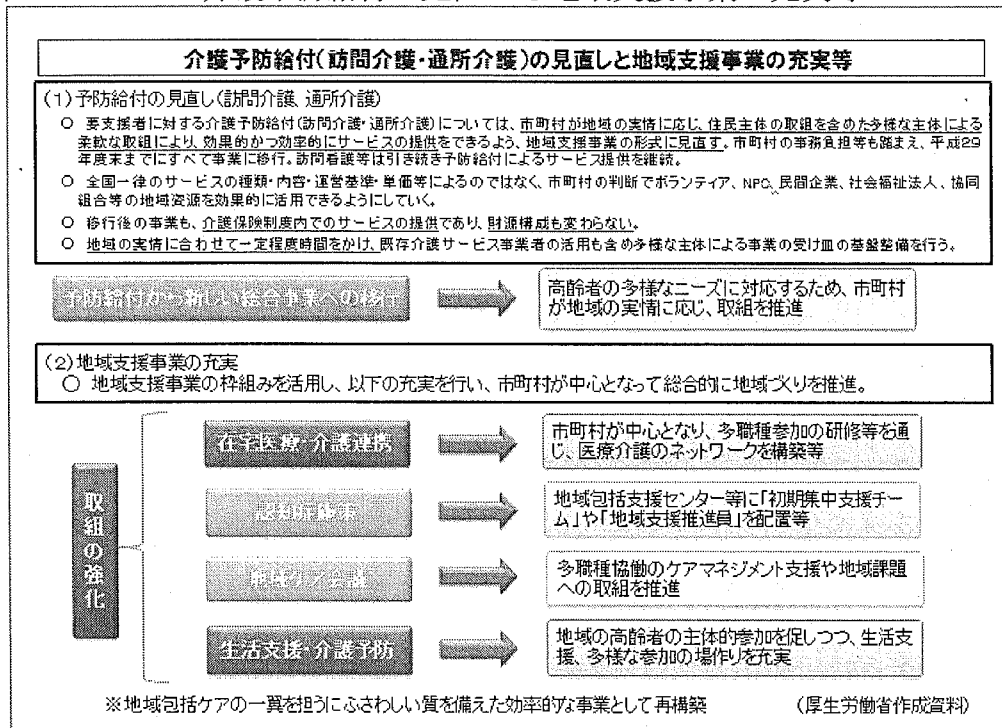 介護予防給付(訪問介護・通所介護)の見直しと地域支援事業の充実等
(1)予防給付の見直し(訪問介護、通所介護)
○ 要支援者に対する介護予防給付(訪問介護・通所介護)については、市町村が地域の実情に応じ、住民主体の取組を含めた多様な主体による
柔軟な取組により、効果的かつ効率的にサービスの提供をできるよう、地域支援事業の形式に見直す。市町村の事務負担等も踏まえ、平成29
年度末までにすべて事業に移行。訪問看護等は引き続き予防給付によるサービス提供を継続。
○ 全国一律のサービスの種類・内容・運営基準・単価等によるのではなく、市町村の判断でボランティア、NPO、民間企業、社会福祉法人、協同
組合等の地域資源を効果的に活用できるようにしていく。
○ 移行後の事業も、介護保険制度内でのサービスの提供であり、財源構成も変わらない。
○ 地域の実情に合わせて一定程度時間をかけ、既存介護サービス事業者の活用も含め多様な主体による事業の受け皿の基盤整備を行う。
予防給付から新しい総合事業への移行
高齢者の多様なニーズに対応するため、市町村
が地域の実情に応じ、取組を推進
(2)地域支援事業の充実
○ 地域支援事業の枠組みを活用し、以下の充実を行い、市町村が中心となって総合的に地域づくりを推進。
取組の強化
在宅医療・介護連携
市町村が中心となり、多職種参加の研修等を通
じ、医療介護のネットワークを構築等
認知症施策
地域包括支援センター等に「初期集中支援チー
ム」や「地域支援推進員」を配置等
地域ケア会議
多職種協働のケアマネジメント支援や地域課題
への取組を推進
生活支援・介護予防
地域の高齢者の主体的参加を促しつつ、生活支
援、多様な参加の場作りを充実
※地域包括ケアの一翼を担うにふさわしい質を備えた効率的な事業として再構築
(厚生労働省作成資料)